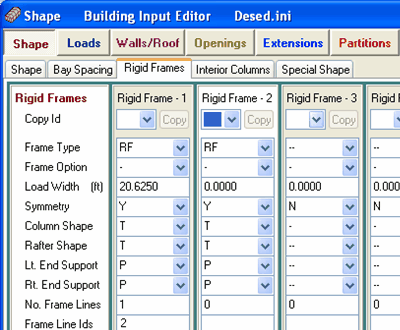 Shape Building Input Editor Desed.ini
Shape Loads Walls/Roof Openings Extensions Partitions
Shape Bay Spacing Rigid Frames Interior Columns Special Shape
Rigid Frames Rigid Frame - 1 Rigid Frame - 2 Rigid Frame - 3 Rigid
Copy Id Copy Copy Copy
Frame Type RF RF -- --
Frame Option - - - -
Load Width (ft) 20.6250 0.0000 0.0000 0.000
Symmetry Y Y N N
Column Shape T T - -
Rafter Shape T T -- --
Lt. End Support P P -- --
Rt. End Support P P -- --
No. Frame Lines 1 0 0 0
Frame Line Ids 2